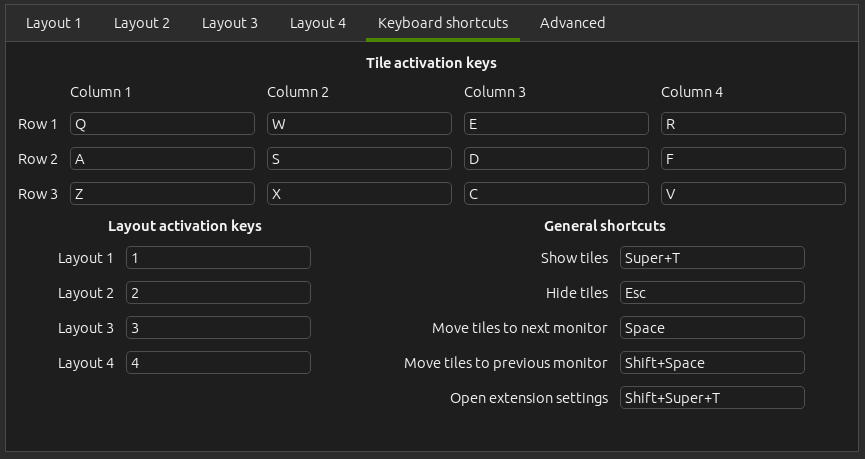 Layout 1 Layout 2 Layout 3 Layout 4 Keyboard shortcuts Advanced
Tile activation keys
Column 1 Column 2 Column 3 Column 4
Row 1 Q W E R
Row 2 A S D F
Row 3 Z X C V
Layout activation keys General shortcuts
Layout 1 1 Show tiles Super+T
Layout 2 2 Hide tiles Esc
Layout 3 3 Move tiles to next monitor Space
Layout 4 4 Move tiles to previous monitor Shift+Space
Open extension settings Shift+Super+T